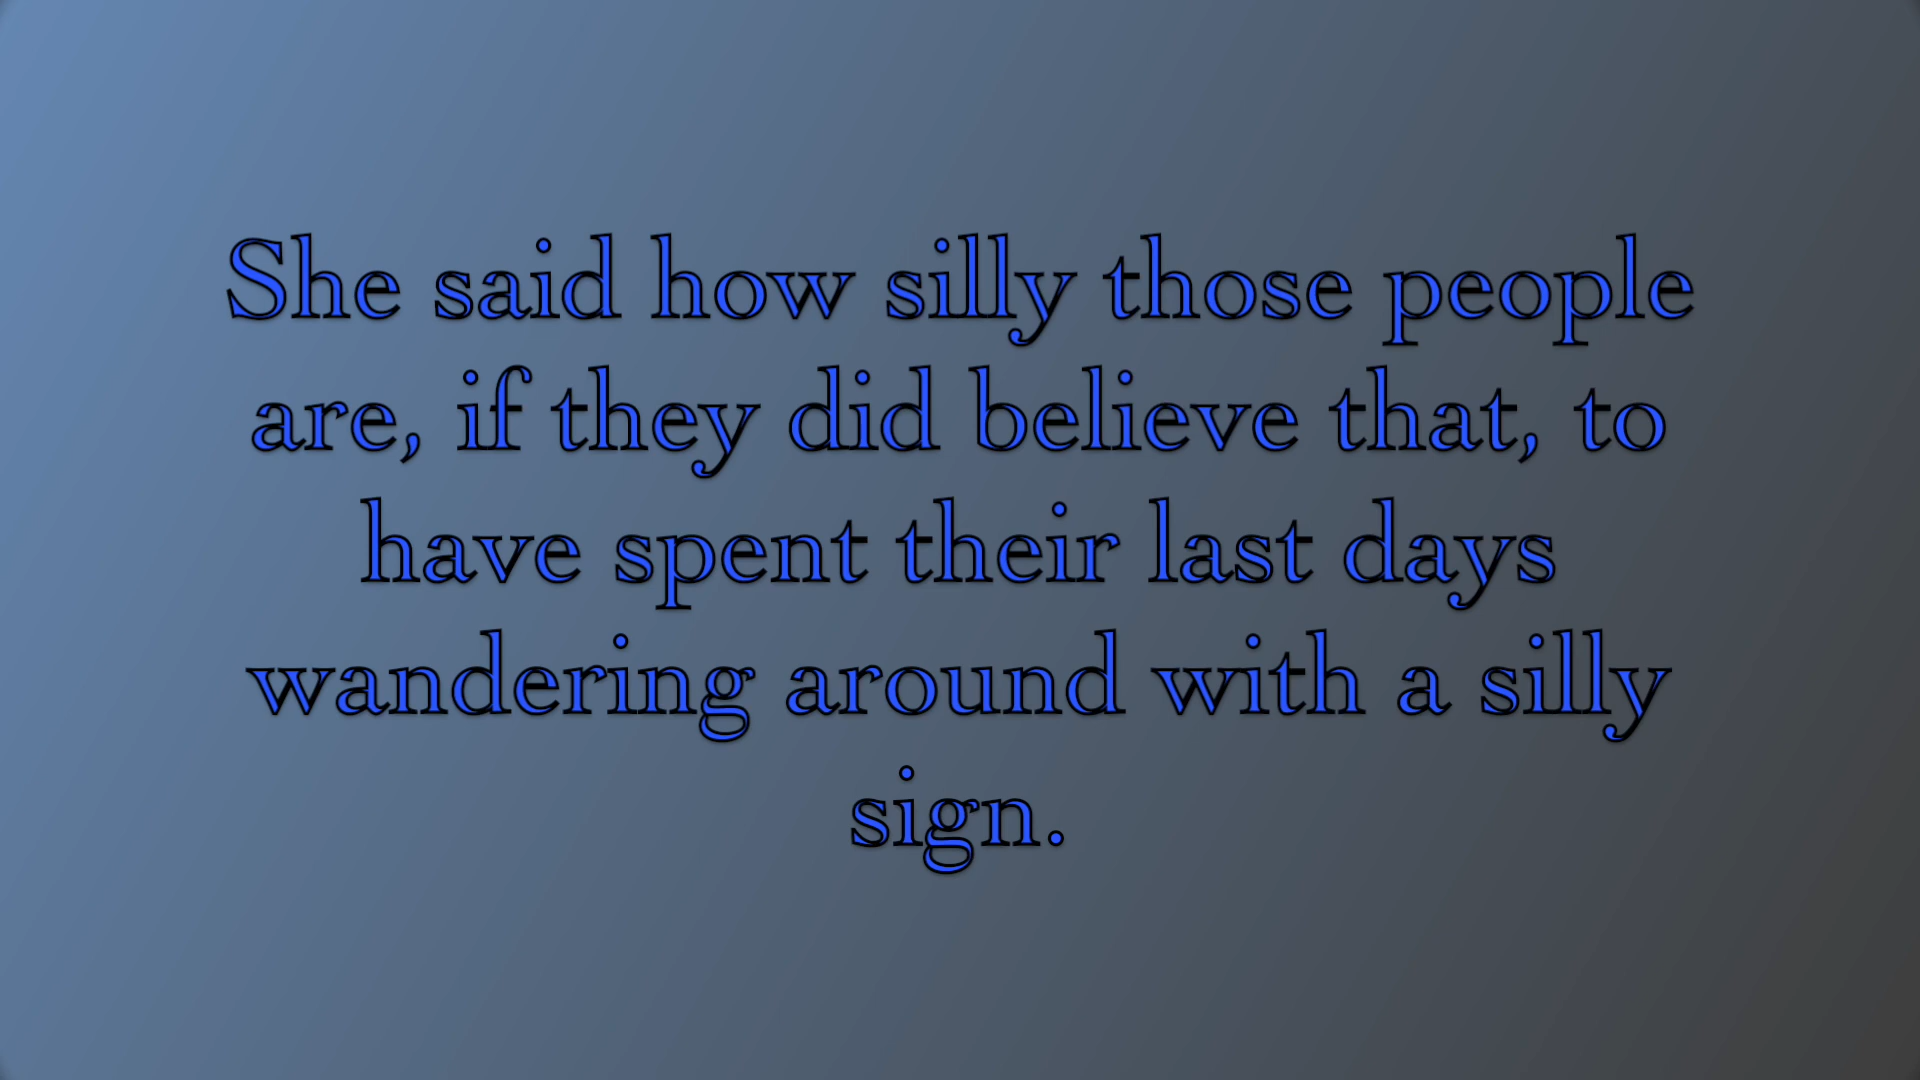 She said how silly those people
are, if they did believe that, to
have spent their last days
wandering around with a silly
sign.